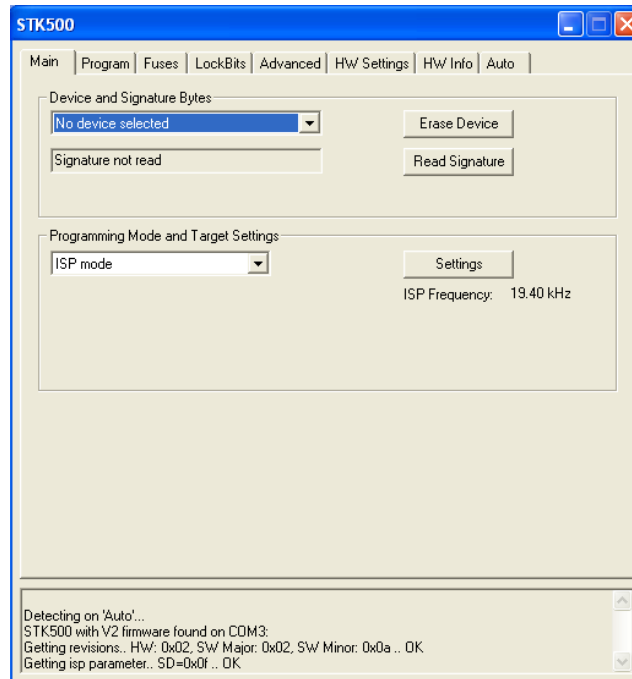 STK500
Main Program Fuses LockBits Advanced HW Settings HW Info Auto
Device and Signature Bytes
No device selected
Erase Device
Signature not read
Read Signature
Programming Mode and Target Settings
ISP mode
Settings
ISP Frequency: 19.40 kHz
Detecting on 'Auto'...
STK500 with V2 firmware found on COM3:
Getting revisions.. HW: 0x02, SW Major: 0x02, SW Minor: 0x0a .. OK
Getting isp parameter.. SD=0x0f .. OK